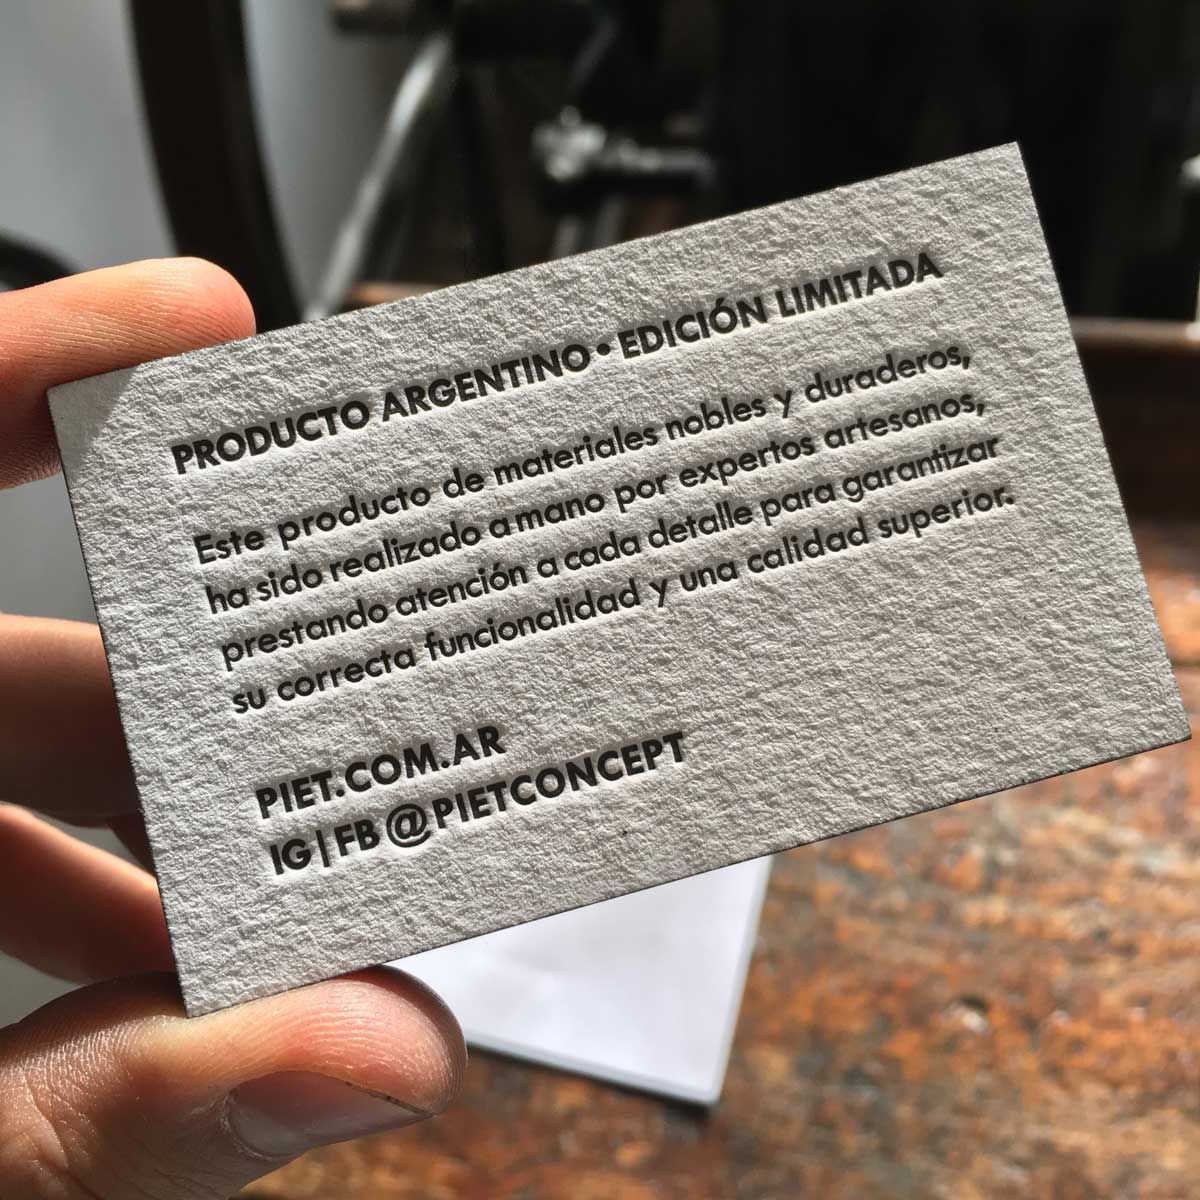 PRODUCTO ARGENTINO • EDICIÓN LIMITADA
Este producto de materiales nobles y duraderos,
ha sido realizado a mano por expertos artesanos,
prestando atención a cada detalle para garantizar
su correcta funcionalidad y una calidad superior.
PIET.COM.AR
IG|FB @PIETCONCEPT